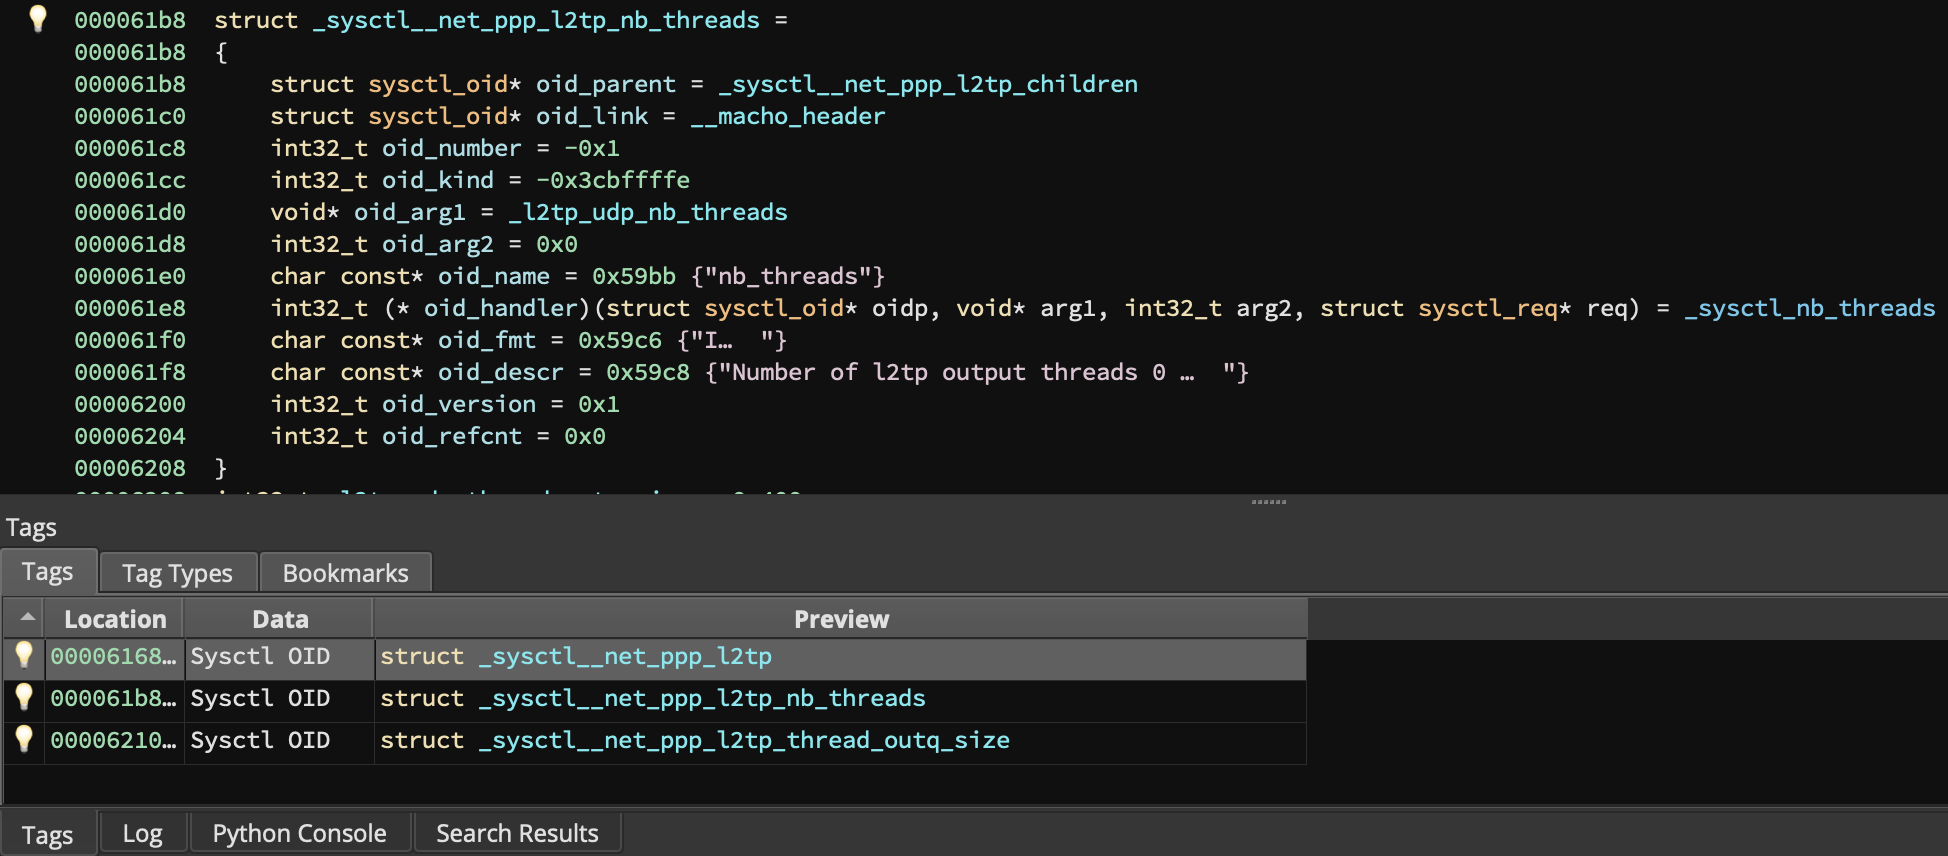 000061b8 struct _sysctl__net_ppp_l2tp_nb_threads =
000061b8 {
000061b8     struct sysctl_oid* oid_parent = _sysctl__net_ppp_l2tp_children
000061c0     struct sysctl_oid* oid_link = __macho_header
000061c8     int32_t oid_number = -0x1
000061cc     int32_t oid_kind = -0x3cbffffe
000061d0     void* oid_arg1 = _l2tp_udp_nb_threads
000061d8     int32_t oid_arg2 = 0x0
000061e0     char const* oid_name = 0x59bb {"nb_threads"}
000061e8     int32_t (* oid_handler)(struct sysctl_oid* oidp, void* arg1, int32_t arg2, struct sysctl_req* req) = _sysctl_nb_threads
000061f0     char const* oid_fmt = 0x59c6 {"I…  "}
000061f8     char const* oid_descr = 0x59c8 {"Number of l2tp output threads 0 …  "}
00006200     int32_t oid_version = 0x1
00006204     int32_t oid_refcnt = 0x0
00006208 }
Tags
Tags Tag Types Bookmarks
Location Data Preview
00006168… Sysctl OID struct _sysctl__net_ppp_l2tp
000061b8… Sysctl OID struct _sysctl__net_ppp_l2tp_nb_threads
00006210… Sysctl OID struct _sysctl__net_ppp_l2tp_thread_outq_size
Tags Log Python Console Search Results